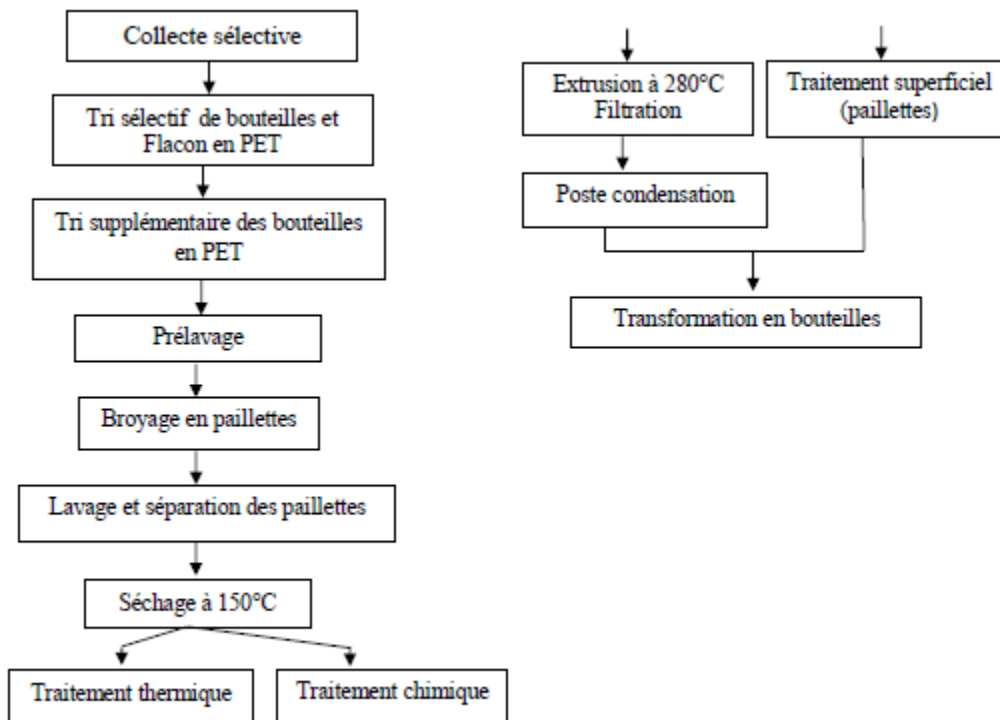 Collecte sélective
Tri sélectif de bouteilles et
Flacon en PET
Tri supplémentaire des bouteilles
en PET
Prélavage
Broyage en paillettes
Lavage et séparation des paillettes
Séchage à 150°C
Traitement thermique
Traitement chimique
Extrusion à 280°C
Filtration
Traitement superficiel
(paillettes)
Poste condensation
Transformation en bouteilles